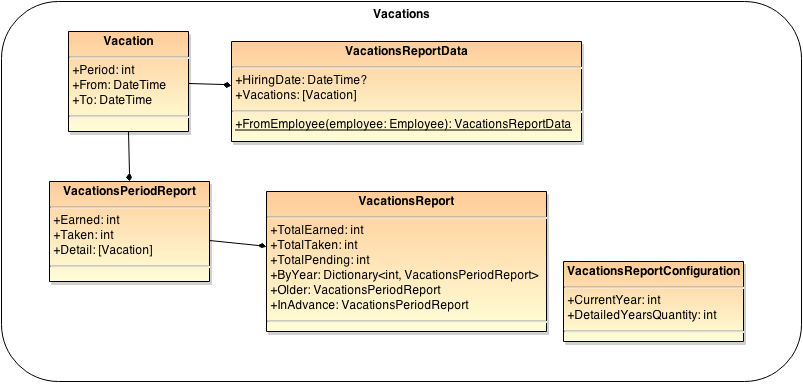 Vacations
Vacation
+Period: int
+From: DateTime
+To: DateTime
VacationsReportData
+HiringDate: DateTime?
+Vacations: [Vacation]
+FromEmployee(employee: Employee): VacationsReportData
VacationsPeriodReport
+Earned: int
+Taken: int
+Detail: [Vacation]
VacationsReport
+TotalEarned: int
+TotalTaken: int
+TotalPending: int
+ByYear: Dictionary<int, VacationsPeriodReport>
+Older: VacationsPeriodReport
+InAdvance: VacationsPeriodReport
VacationsReportConfiguration
+CurrentYear: int
+DetailedYearsQuantity: int